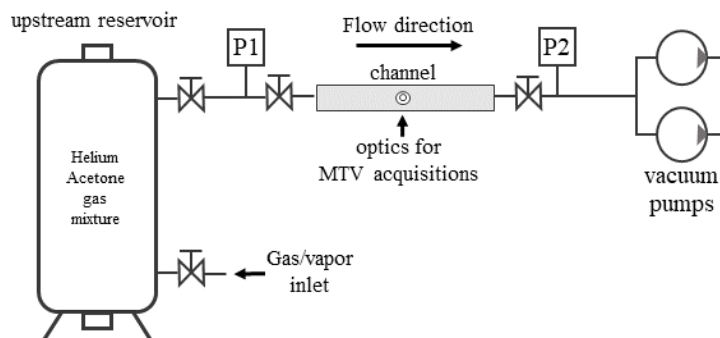 upstream reservoir
P1
Flow direction
P2
channel
Helium
Acetone
gas
mixture
optics for
MTV acquisitions
vacuum
pumps
Gas/vapor
inlet